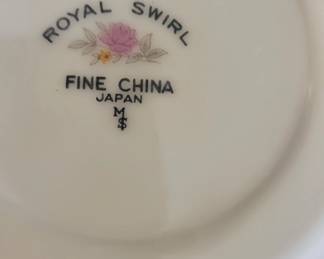 ROYAL SWIRL
FINE CHINA
JAPAN
M
S